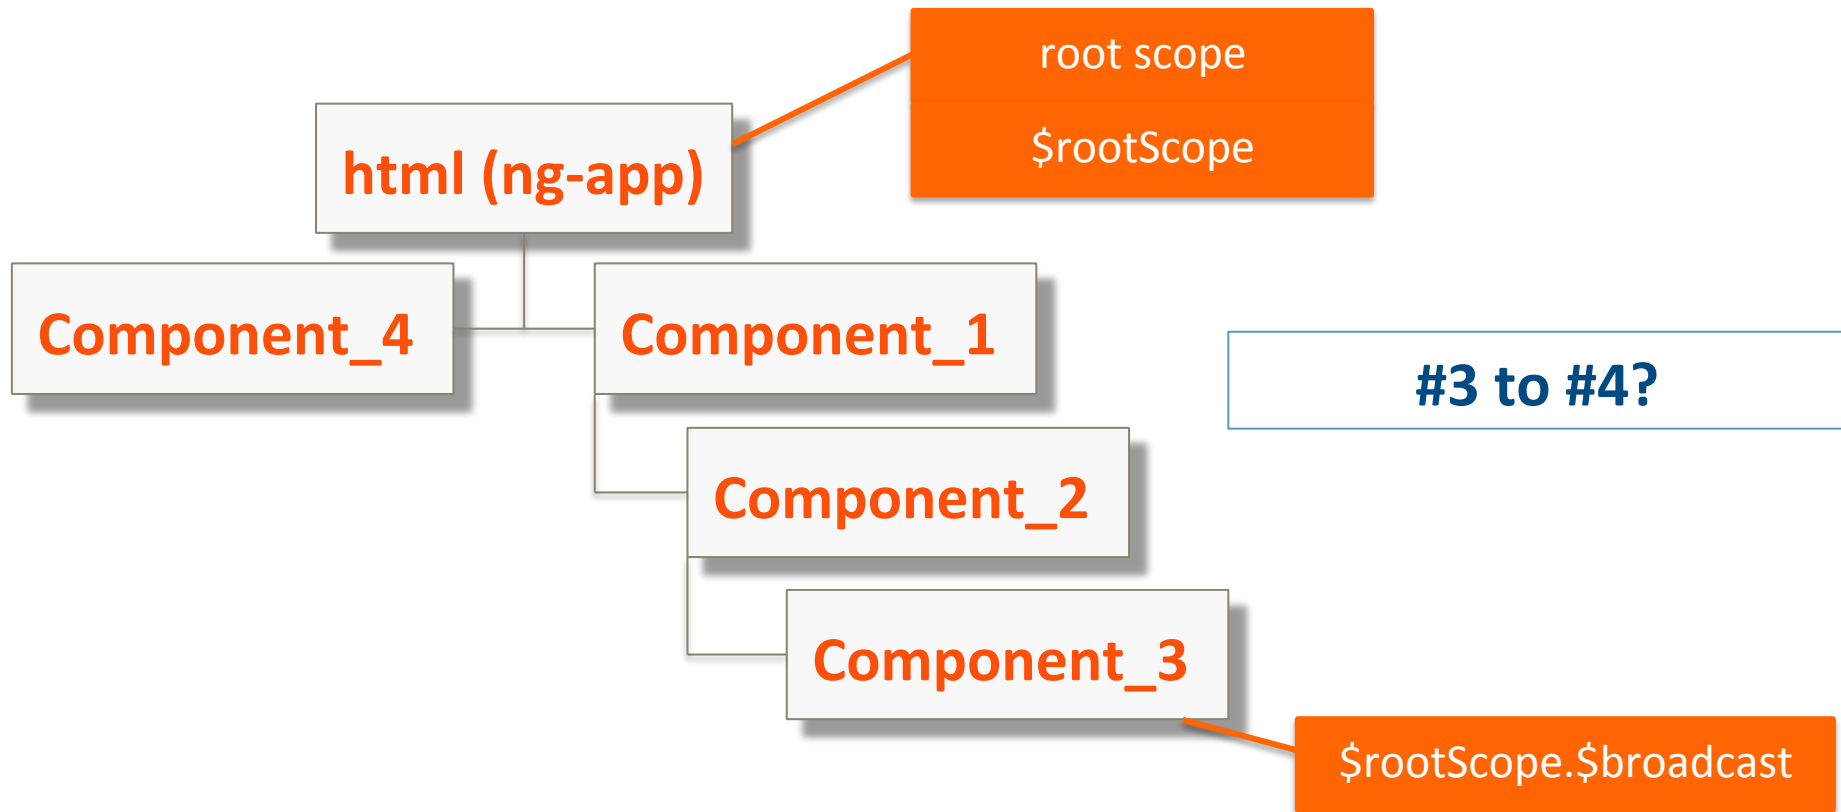 root scope
$rootScope
html (ng-app)
Component_4
Component_1
#3 to #4?
Component_2
Component_3
$rootScope.$broadcast